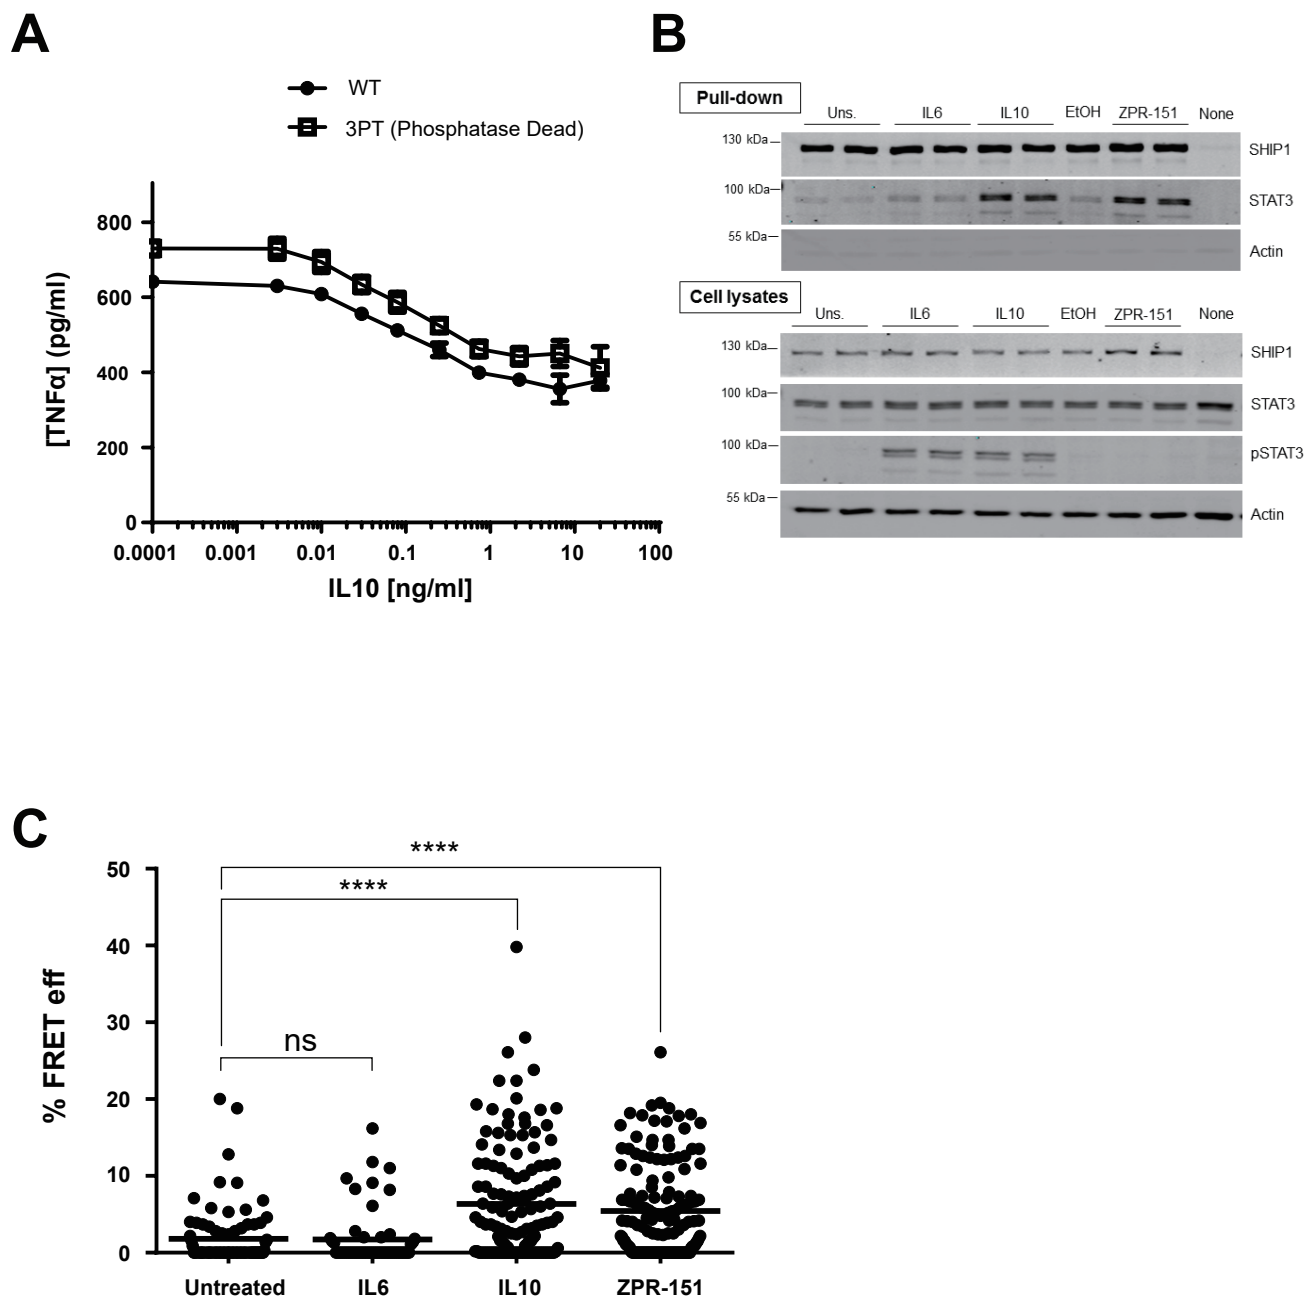 A
WT
3PT (Phosphatase Dead)
[TNFα] (pg/ml)
800
600
400
200
0
0.0001 0.001 0.01 0.1 1 10 100
IL10 [ng/ml]
B
Pull-down
Uns. IL6 IL10 EtOH ZPR-151 None
130 kDa SHIP1
100 kDa STAT3
55 kDa Actin
Cell lysates
Uns. IL6 IL10 EtOH ZPR-151 None
130 kDa SHIP1
100 kDa STAT3
100 kDa pSTAT3
55 kDa Actin
C
****
****
ns
% FRET eff
50
40
30
20
10
0
Untreated IL6 IL10 ZPR-151